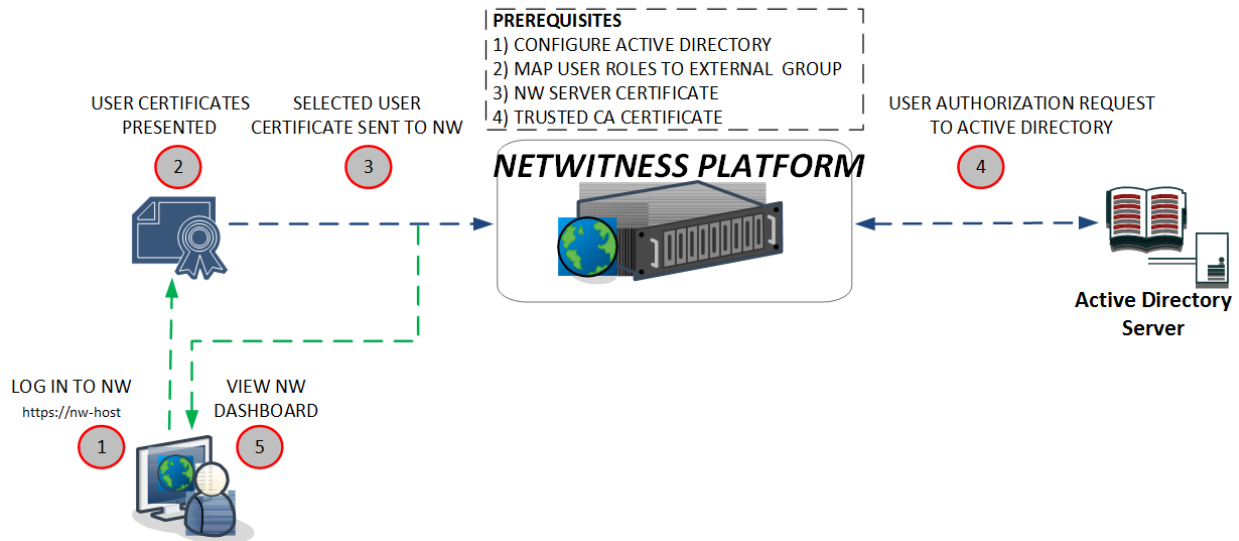 PREREQUISITES
1) CONFIGURE ACTIVE DIRECTORY
2) MAP USER ROLES TO EXTERNAL GROUP
3) NW SERVER CERTIFICATE
4) TRUSTED CA CERTIFICATE
USER CERTIFICATES
PRESENTED
2
SELECTED USER
CERTIFICATE SENT TO NW
3
NETWITNESS PLATFORM
USER AUTHORIZATION REQUEST
TO ACTIVE DIRECTORY
4
Active Directory
Server
LOG IN TO NW
https://nw-host
1
VIEW NW
DASHBOARD
5